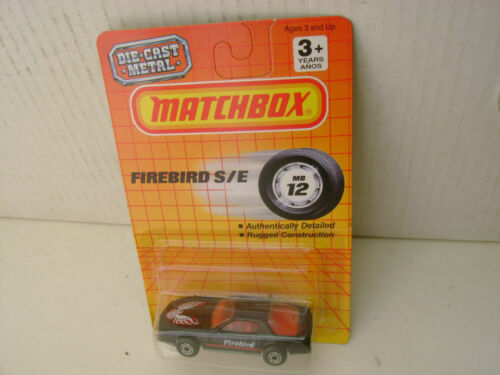 Ages 3 and Up
DIE-CAST
METAL
3+
YEARS
AÑOS
MATCHBOX®
FIREBIRD S/E
MB
12
■ Authentically Detailed
■ Rugged Construction
Firebird